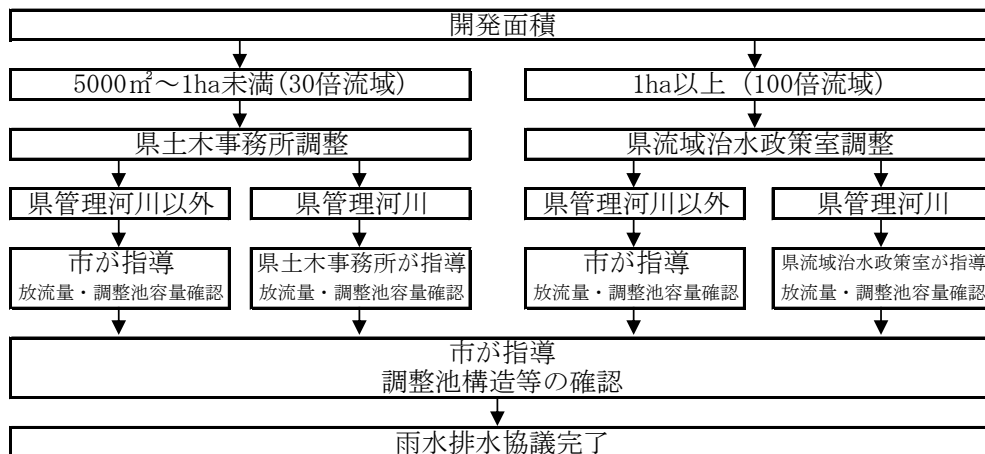 開発面積
5000㎡～1ha未満(30倍流域)
1ha以上 (100倍流域)
県土木事務所調整
県流域治水政策室調整
県管理河川以外
県管理河川
県管理河川以外
県管理河川
市が指導
放流量・調整池容量確認
県土木事務所が指導
放流量・調整池容量確認
市が指導
放流量・調整池容量確認
県流域治水政策室が指導
放流量・調整池容量確認
市が指導
調整池構造等の確認
雨水排水協議完了